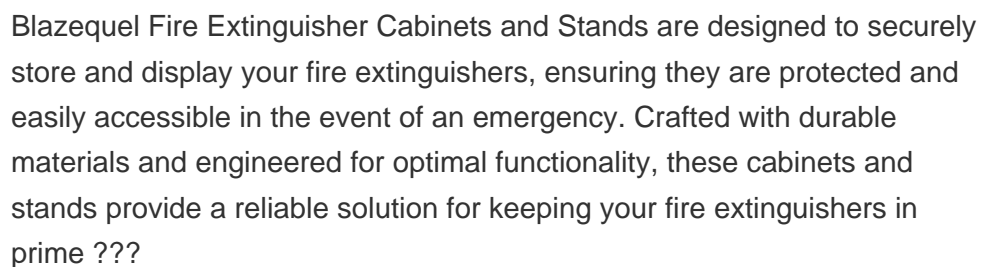 Blazequel Fire Extinguisher Cabinets and Stands are designed to securely
store and display your fire extinguishers, ensuring they are protected and
easily accessible in the event of an emergency. Crafted with durable
materials and engineered for optimal functionality, these cabinets and
stands provide a reliable solution for keeping your fire extinguishers in
prime ???